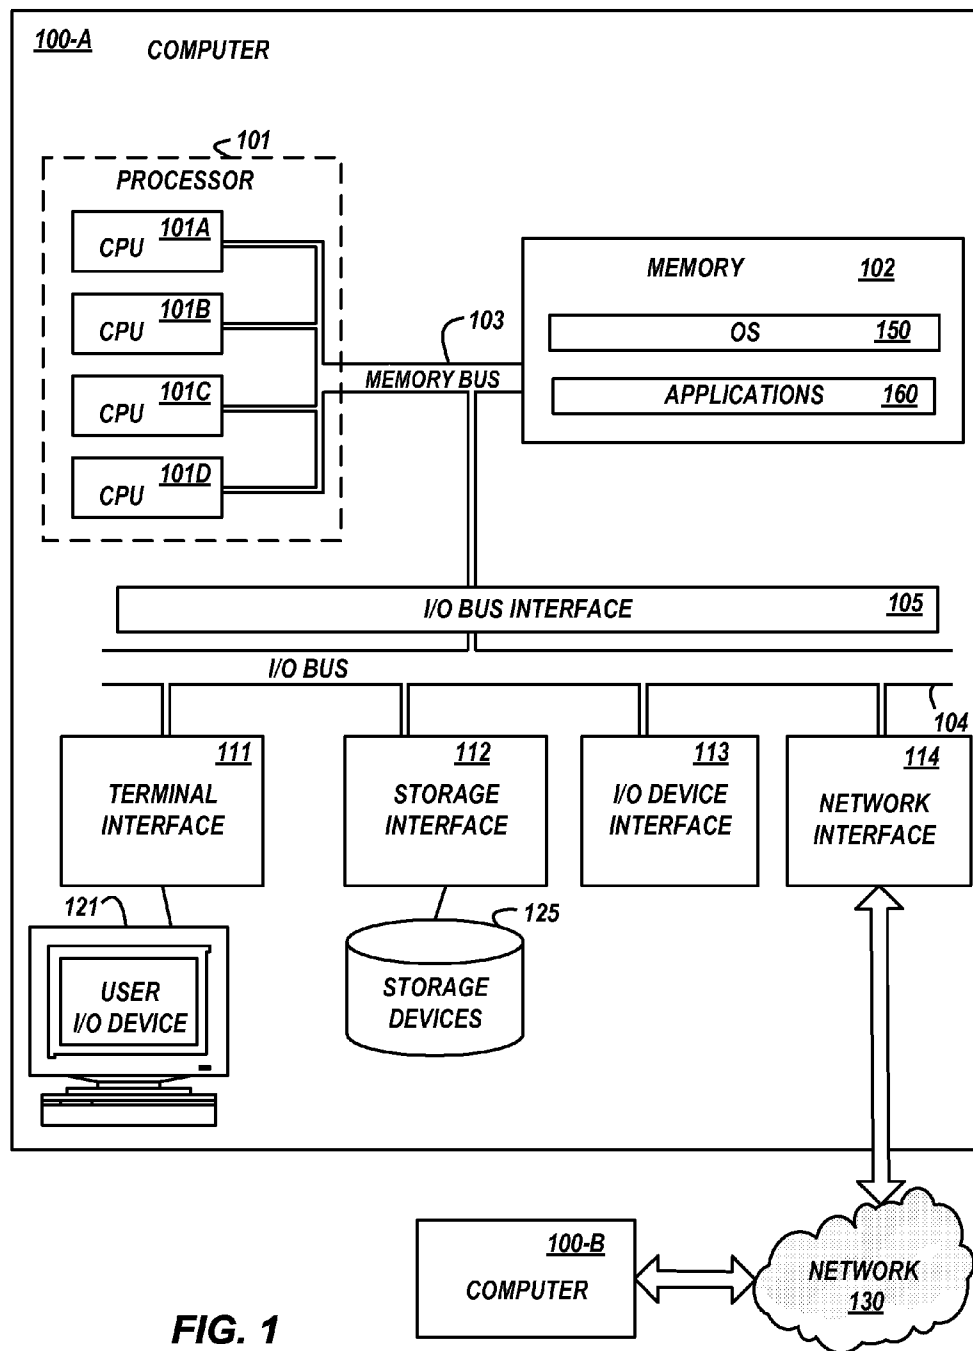 100-A COMPUTER
101
PROCESSOR
CPU 101A
CPU 101B
CPU 101C
CPU 101D
103
MEMORY BUS
MEMORY 102
OS 150
APPLICATIONS 160
I/O BUS INTERFACE 105
I/O BUS
104
111
TERMINAL
INTERFACE
112
STORAGE
INTERFACE
113
I/O DEVICE
INTERFACE
114
NETWORK
INTERFACE
121
USER
I/O DEVICE
125
STORAGE
DEVICES
100-B
COMPUTER
NETWORK
130
FIG. 1